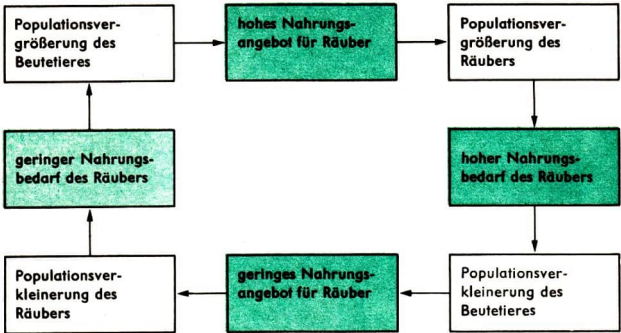 Populationsver-
größerung des
Beutetieres
hohes Nahrungs-
angebot für Räuber
Populationsver-
größerung des
Räubers
geringer Nahrungs-
bedarf des Räubers
hoher Nahrungs-
bedarf des Räubers
Populationsver-
kleinerung des
Räubers
geringes Nahrungs-
angebot für Räuber
Populationsver-
kleinerung des
Beutetieres